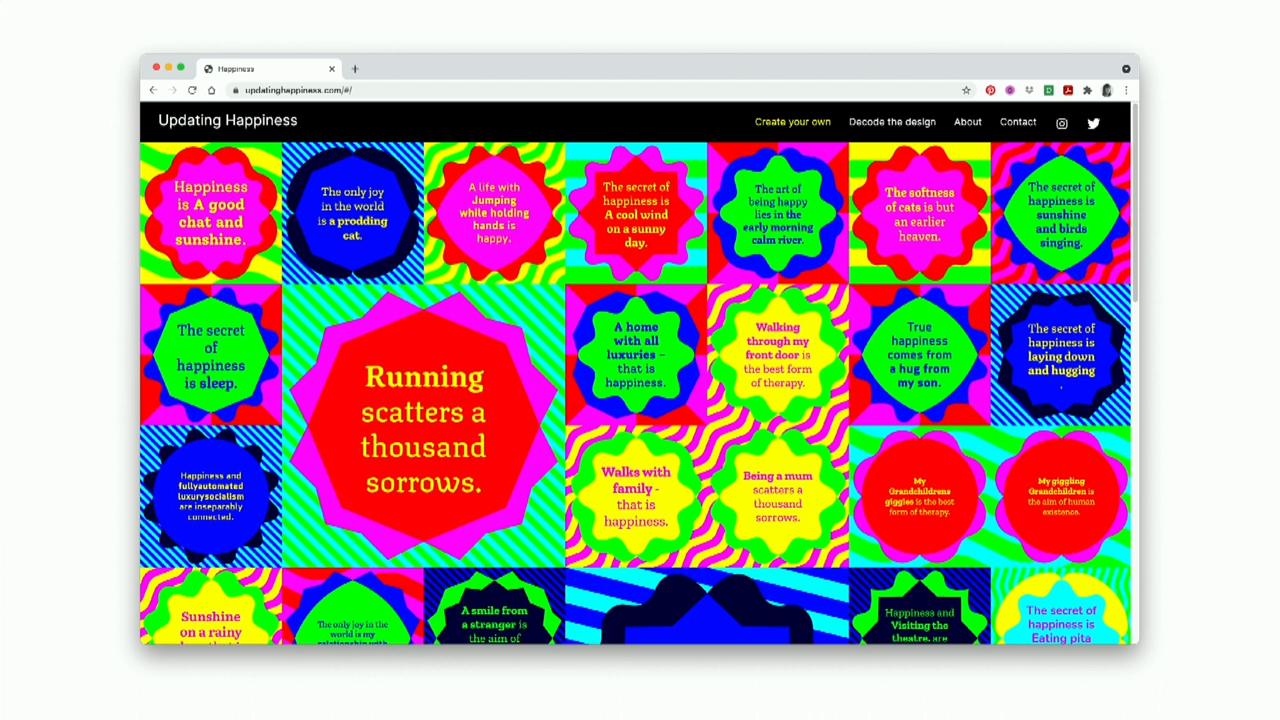 Happiness
updatinghappiness.com/#/
Updating Happiness
Create your own
Decode the design
About
Contact
Happiness
is A good
chat and
sunshine.
The only joy
in the world
is a prodding
cat.
A life with
Jumping
while holding
hands is
happy.
The secret of
happiness is
A cool wind
on a sunny
day.
The art of
being happy
lies in the
early morning
calm river.
The softness
of cats is but
an earlier
heaven.
The secret of
happiness is
sunshine
and birds
singing.
The secret
of
happiness
is sleep.
Running
scatters a
thousand
sorrows.
A home
with all
luxuries –
that is
happiness.
Walking
through my
front door is
the best form
of therapy.
True
happiness
comes from
a hug from
my son.
The secret of
happiness is
laying down
and hugging
.
Happiness and
fullyautomated
luxurysocialism
are inseparably
connected.
Walks with
family -
that is
happiness.
Being a mum
scatters a
thousand
sorrows.
My
Grandchildrens
giggles is the best
form of therapy.
My giggling
Grandchildren is
the aim of human
existence.
Sunshine
on a rainy
The only joy in the
world is my
relationship with
A smile from
a stranger is
the aim of
Happiness and
Visiting the
theatre. are
The secret of
happiness is
Eating pita